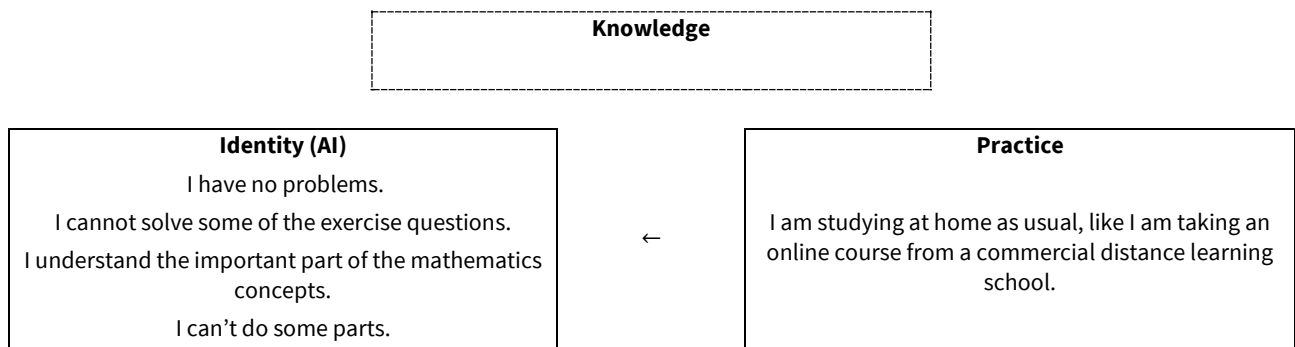 Knowledge
Identity (AI)
I have no problems.
I cannot solve some of the exercise questions.
I understand the important part of the mathematics
concepts.
I can’t do some parts.
←
Practice
I am studying at home as usual, like I am taking an
online course from a commercial distance learning
school.